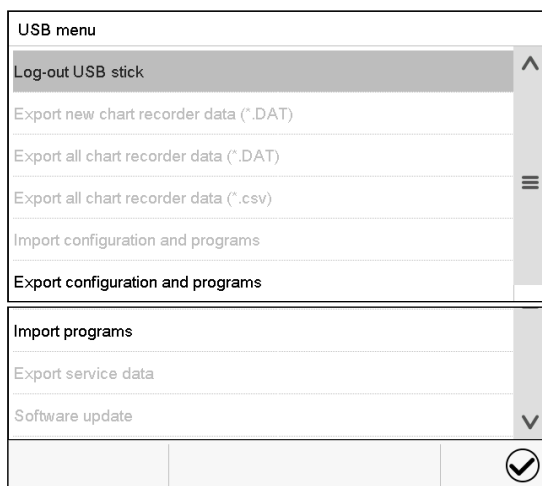 USB menu
Log-out USB stick
Export new chart recorder data (*.DAT)
Export all chart recorder data (*.DAT)
Export all chart recorder data (*.csv)
Import configuration and programs
Export configuration and programs
Import programs
Export service data
Software update